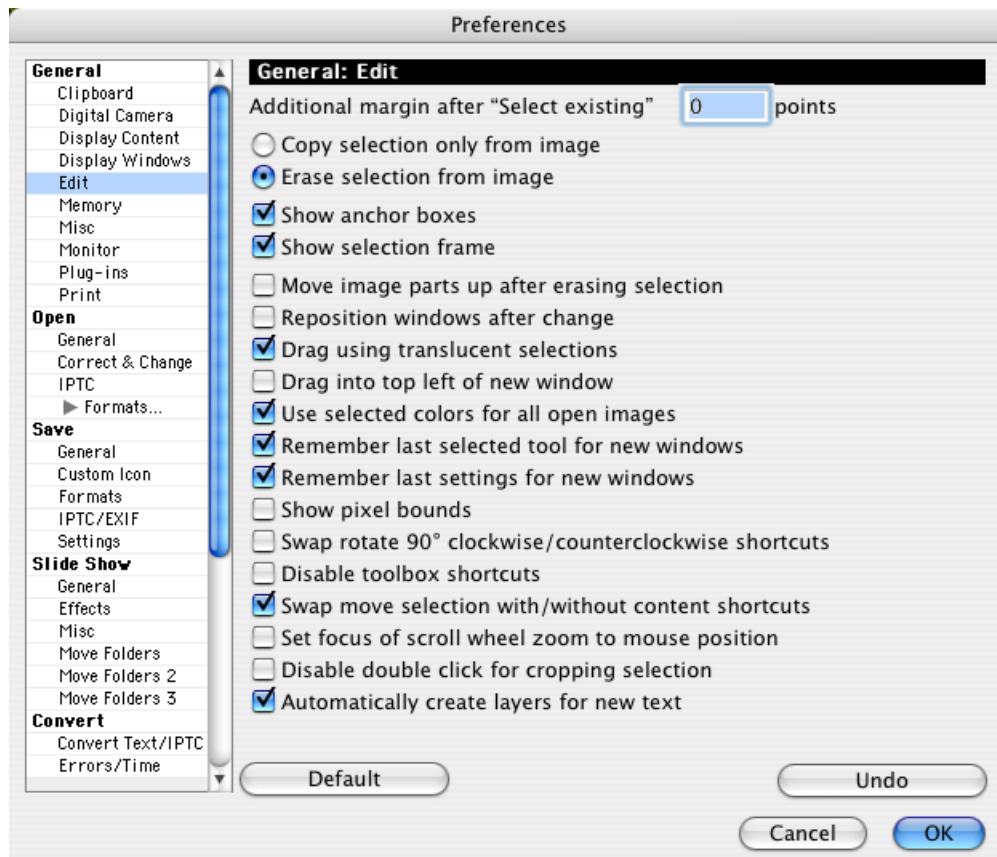 Preferences
General
Clipboard
Digital Camera
Display Content
Display Windows
Edit
Memory
Misc
Monitor
Plug-ins
Print
Open
General
Correct & Change
IPTC
Formats...
Save
General
Custom Icon
Formats
IPTC/EXIF
Settings
Slide Show
General
Effects
Misc
Move Folders
Move Folders 2
Move Folders 3
Convert
Convert Text/IPTC
Errors/Time
General: Edit
Additional margin after “Select existing” 0 points
Copy selection only from image
Erase selection from image
Show anchor boxes
Show selection frame
Move image parts up after erasing selection
Reposition windows after change
Drag using translucent selections
Drag into top left of new window
Use selected colors for all open images
Remember last selected tool for new windows
Remember last settings for new windows
Show pixel bounds
Swap rotate 90° clockwise/counterclockwise shortcuts
Disable toolbox shortcuts
Swap move selection with/without content shortcuts
Set focus of scroll wheel zoom to mouse position
Disable double click for cropping selection
Automatically create layers for new text
Default
Undo
Cancel
OK